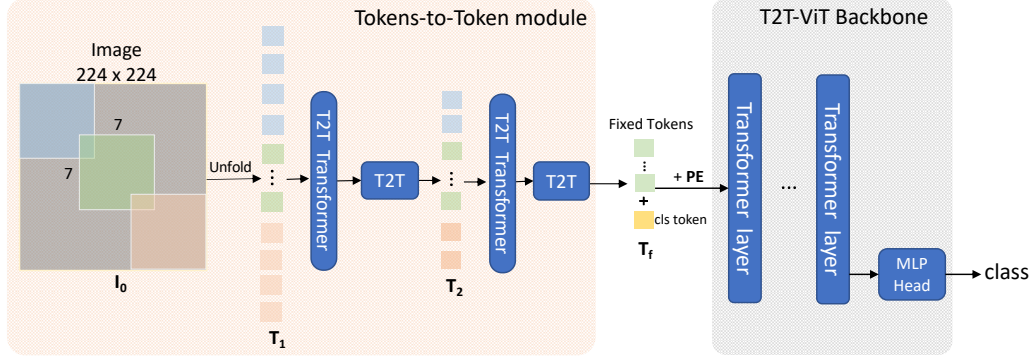 Tokens-to-Token module
T2T-ViT Backbone
Image
224 x 224
7
7
I0
Unfold
⋮
T1
T2T Transformer
T2T
⋮
T2
T2T Transformer
T2T
Fixed Tokens
⋮
+
cls token
Tf
+ PE
Transformer layer
...
Transformer layer
MLP
Head
class